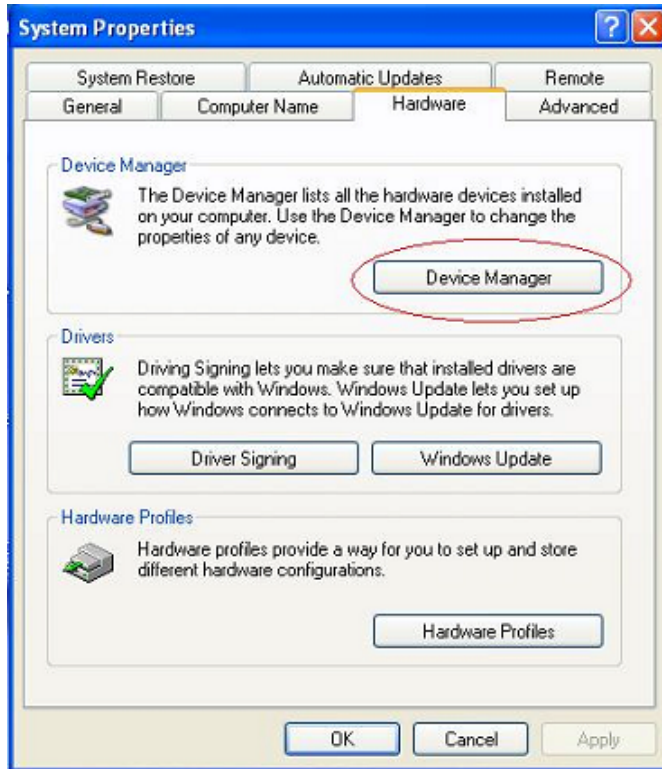 System Properties
System Restore Automatic Updates Remote
General Computer Name Hardware Advanced
Device Manager
The Device Manager lists all the hardware devices installed
on your computer. Use the Device Manager to change the
properties of any device.
Device Manager
Drivers
Driving Signing lets you make sure that installed drivers are
compatible with Windows. Windows Update lets you set up
how Windows connects to Windows Update for drivers.
Driver Signing Windows Update
Hardware Profiles
Hardware profiles provide a way for you to set up and store
different hardware configurations.
Hardware Profiles
OK Cancel Apply